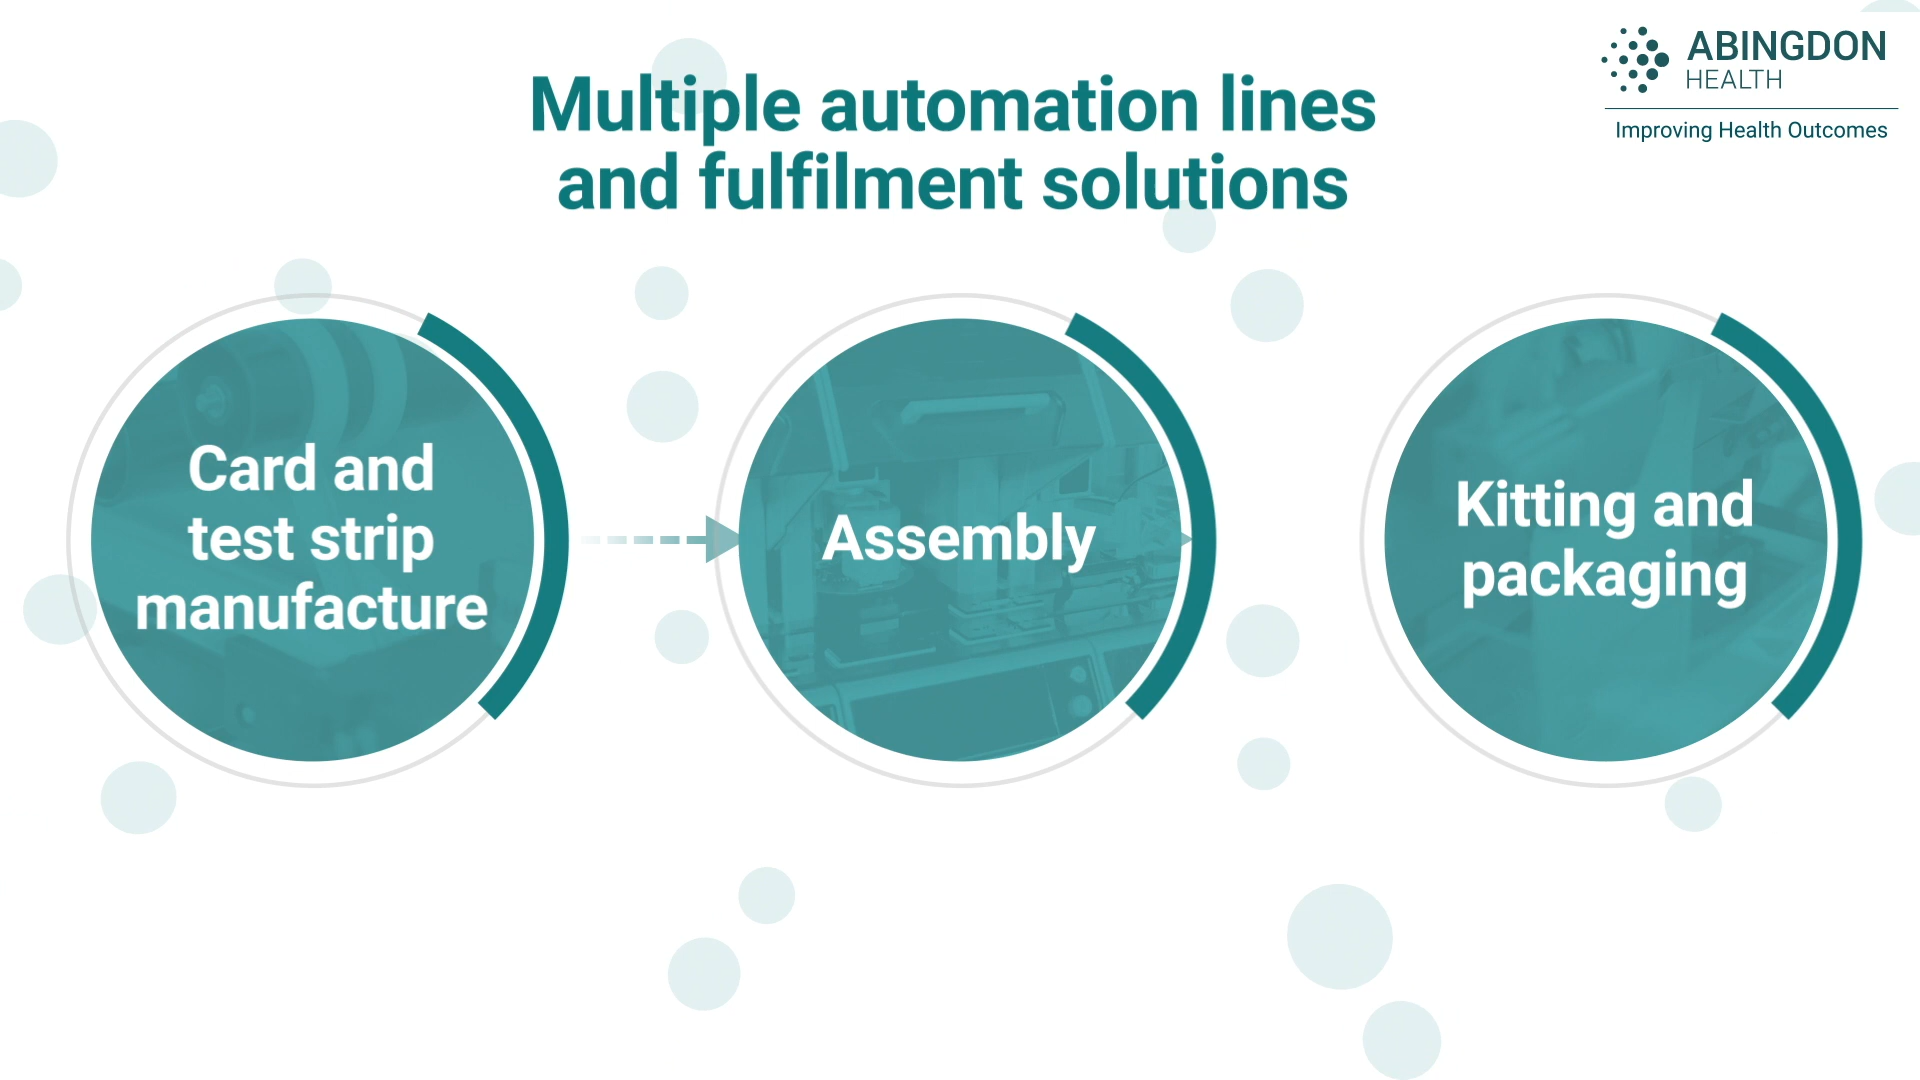 Multiple automation lines
and fulfilment solutions
ABINGDON
HEALTH
Improving Health Outcomes
Card and
test strip
manufacture
Assembly
Kitting and
packaging